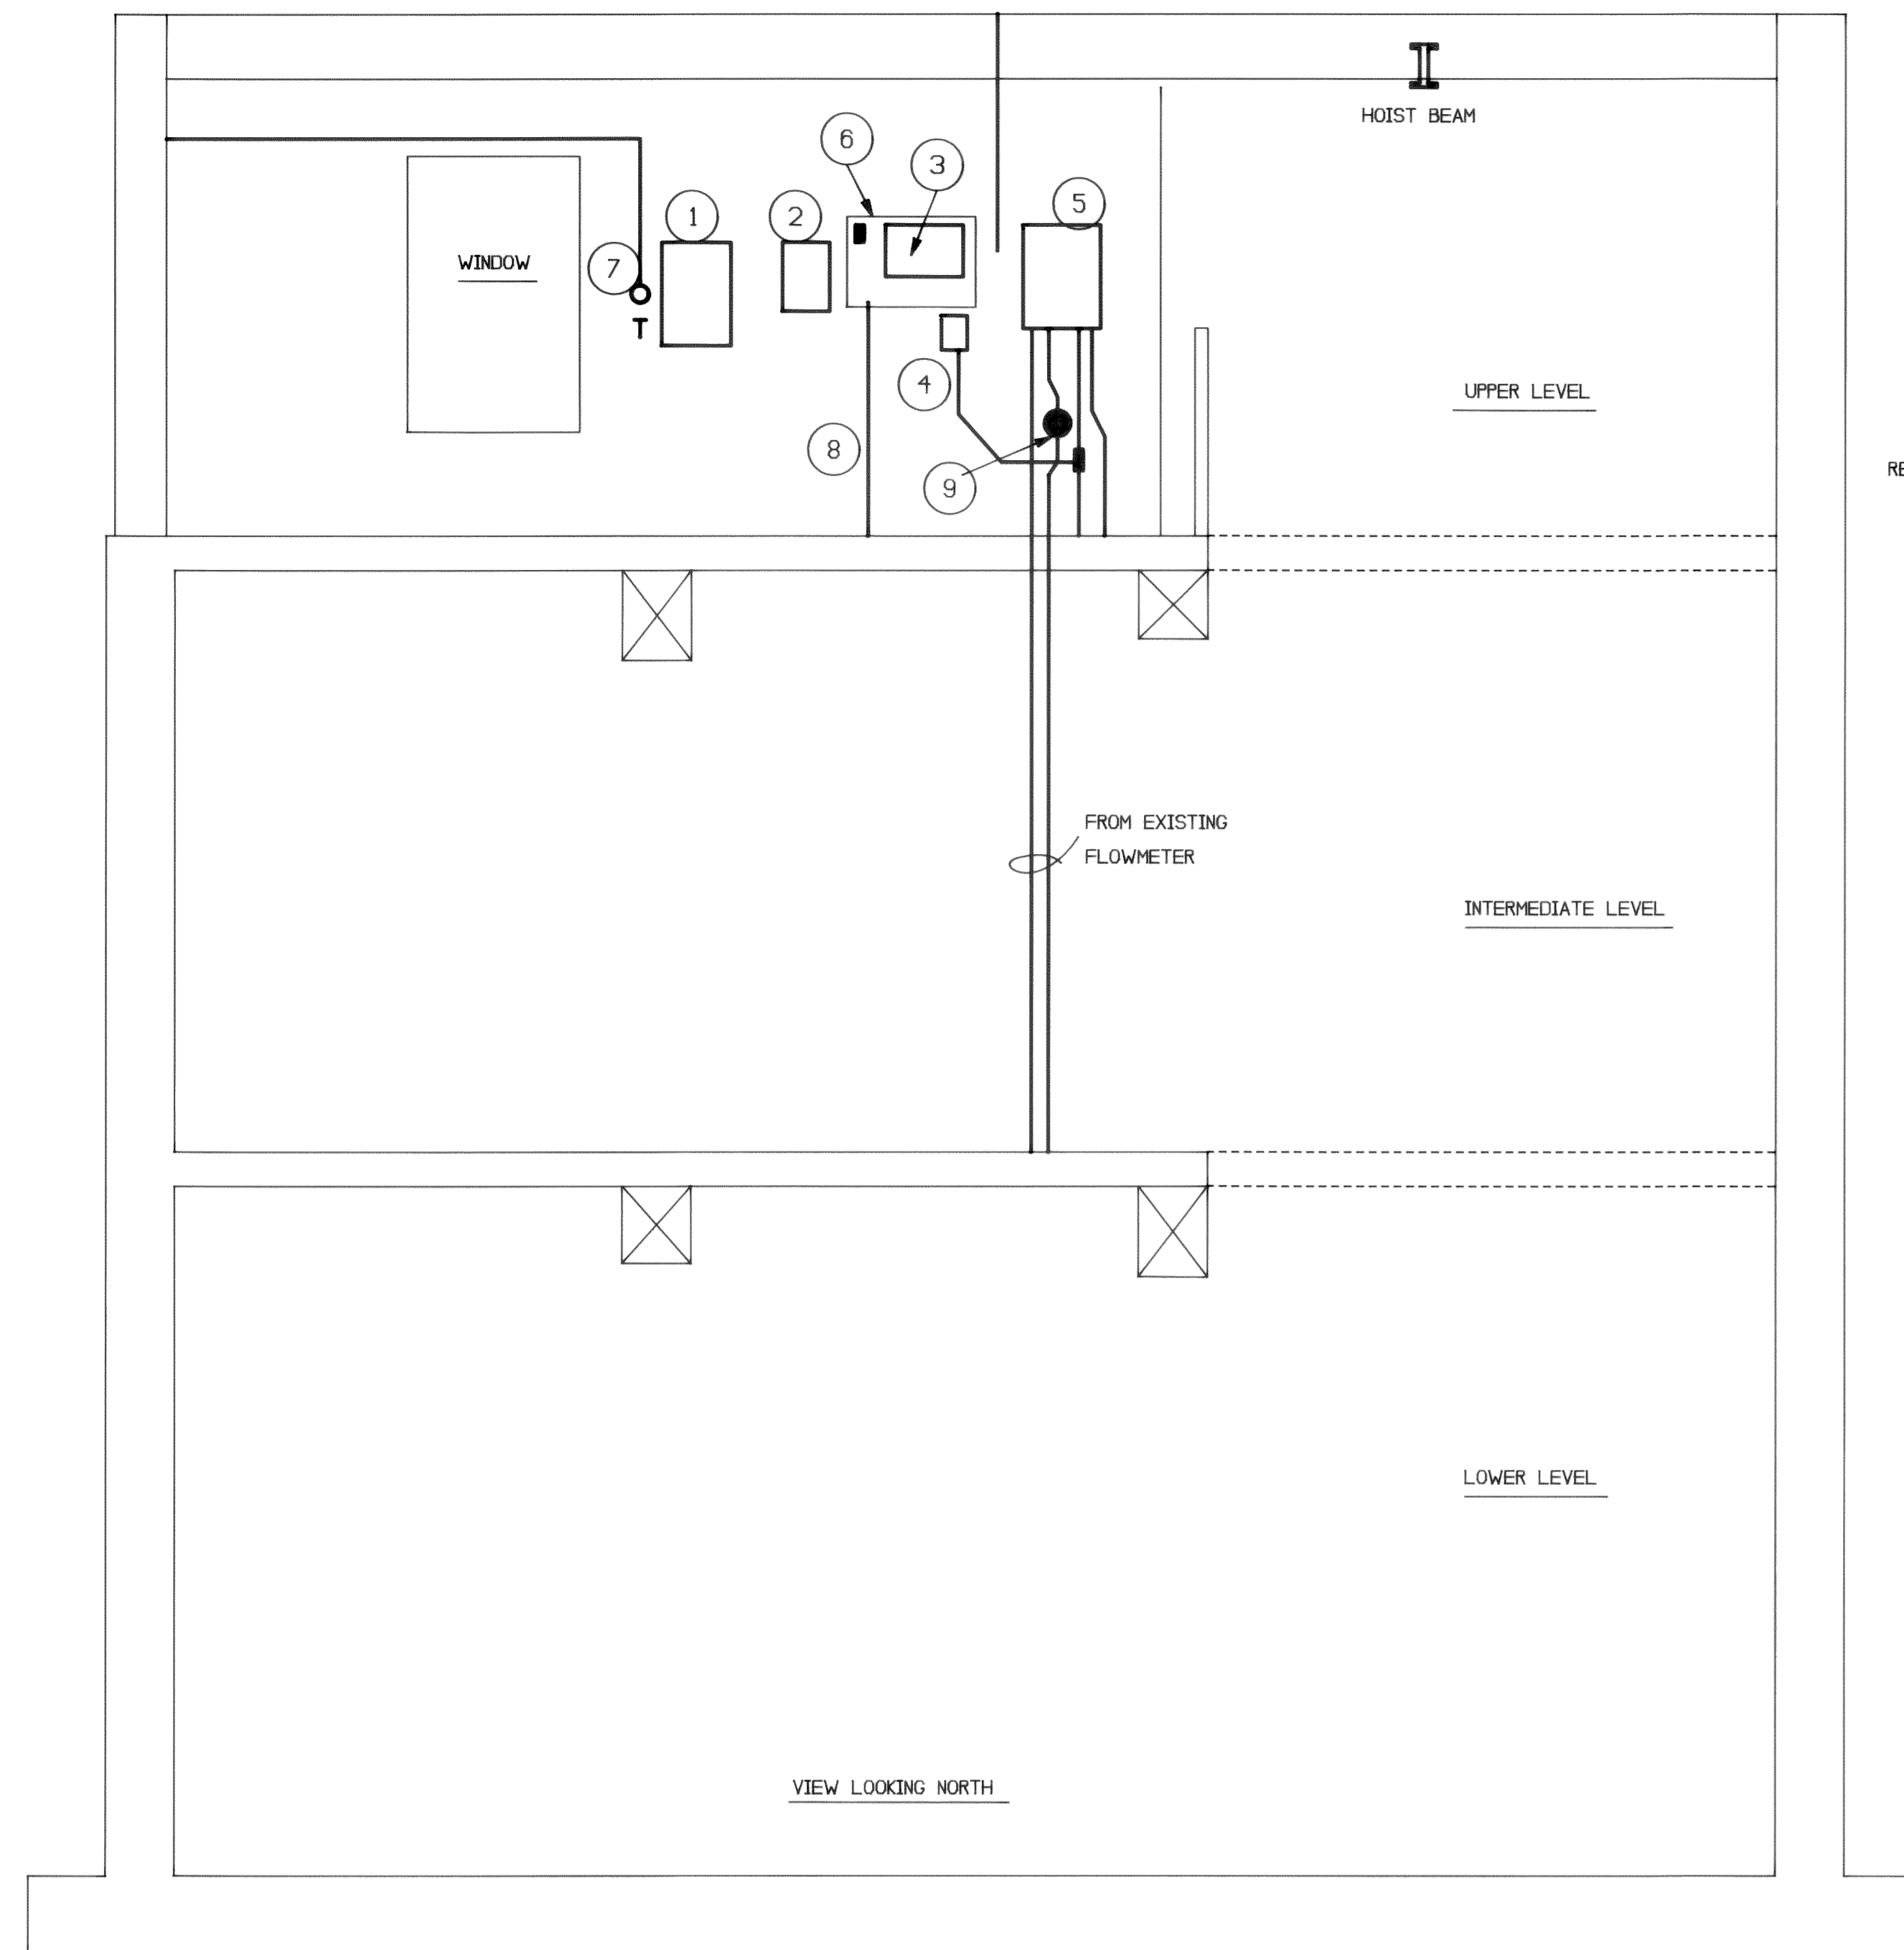 HOIST BEAM
6
3
5
1
2
WINDOW
7
T
4
UPPER LEVEL
8
RE
9
FROM EXISTING
FLOWMETER
INTERMEDIATE LEVEL
LOWER LEVEL
VIEW LOOKING NORTH